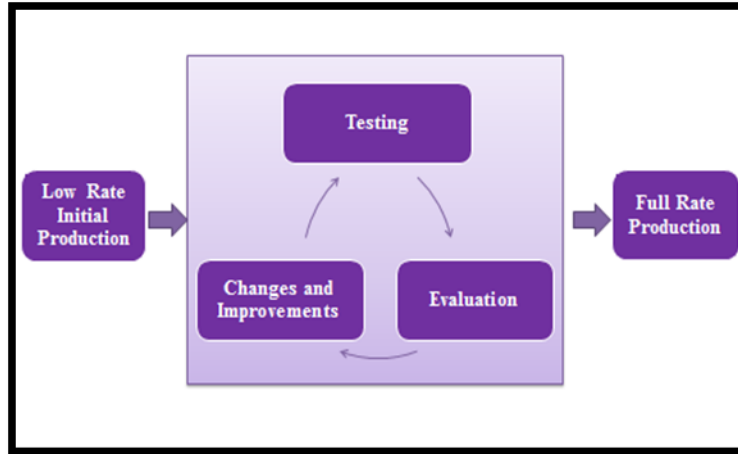 Testing
Low Rate
Initial
Production
Full Rate
Production
Changes and
Improvements
Evaluation